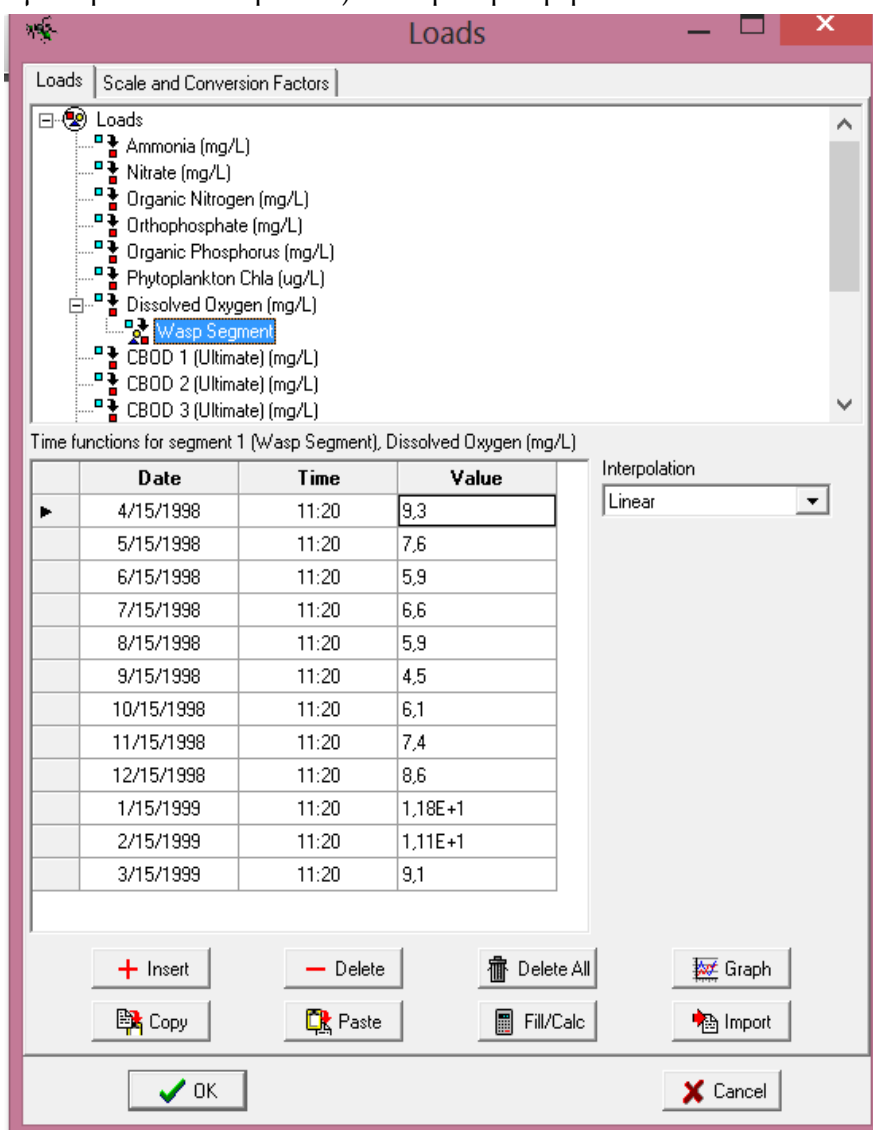 Loads
Loads Scale and Conversion Factors
Loads
Ammonia (mg/L)
Nitrate (mg/L)
Organic Nitrogen (mg/L)
Orthophosphate (mg/L)
Organic Phosphorus (mg/L)
Phytoplankton Chla (ug/L)
Dissolved Oxygen (mg/L)
Wasp Segment
CBOD 1 (Ultimate) (mg/L)
CBOD 2 (Ultimate) (mg/L)
CBOD 3 (Ultimate) (mg/L)
Time functions for segment 1 (Wasp Segment), Dissolved Oxygen (mg/L)
Date Time Value
Interpolation
Linear
4/15/1998 11:20 9,3
5/15/1998 11:20 7,6
6/15/1998 11:20 5,9
7/15/1998 11:20 6,6
8/15/1998 11:20 5,9
9/15/1998 11:20 4,5
10/15/1998 11:20 6,1
11/15/1998 11:20 7,4
12/15/1998 11:20 8,6
1/15/1999 11:20 1,18E+1
2/15/1999 11:20 1,11E+1
3/15/1999 11:20 9,1
Insert Delete Delete All Graph
Copy Paste Fill/Calc Import
OK Cancel